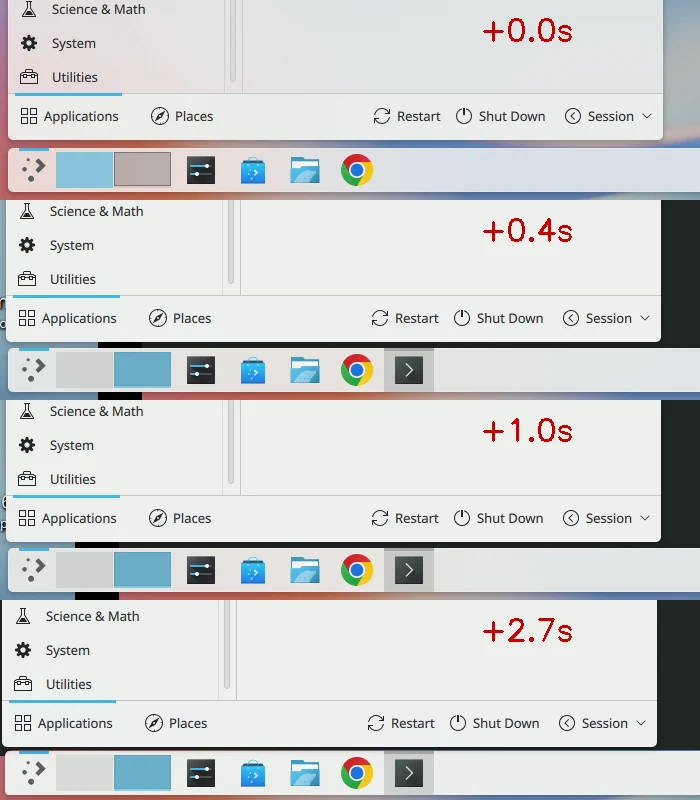 Science & Math
+0.0s
System
Utilities
Applications Places Restart Shut Down Session
Science & Math
+0.4s
System
Utilities
Applications Places Restart Shut Down Session
Science & Math
+1.0s
System
Utilities
Applications Places Restart Shut Down Session
Science & Math
+2.7s
System
Utilities
Applications Places Restart Shut Down Session